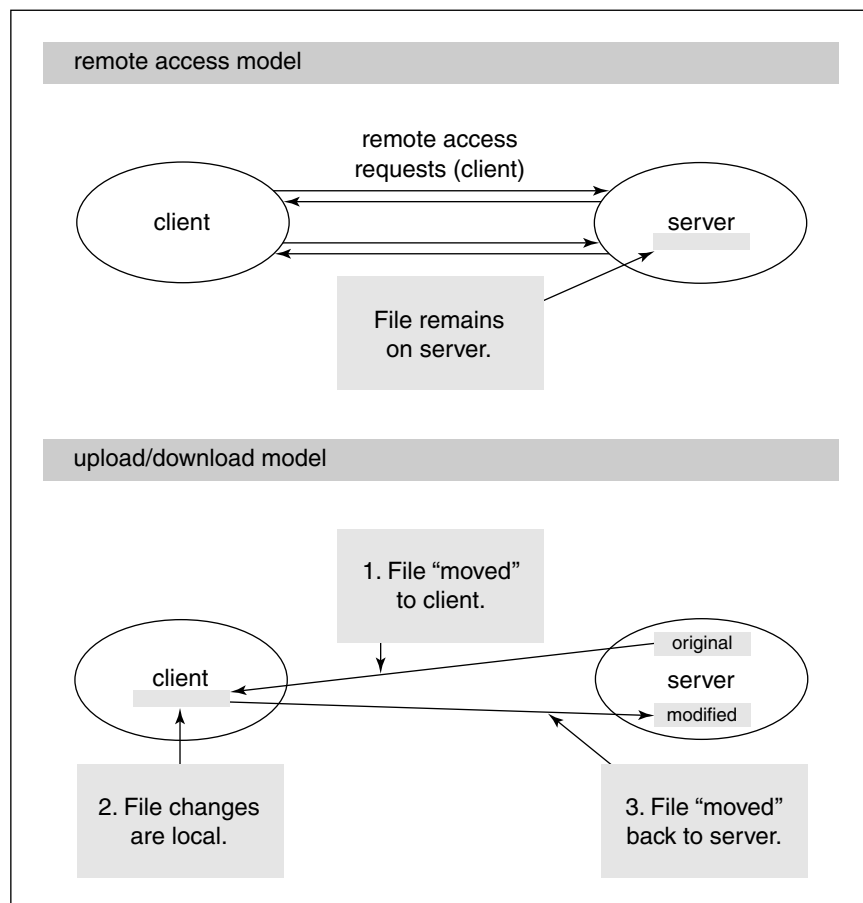 remote access model
remote access
requests (client)
client
server
File remains
on server.
upload/download model
1. File “moved”
to client.
original
client
server
modified
2. File changes
are local.
3. File “moved”
back to server.